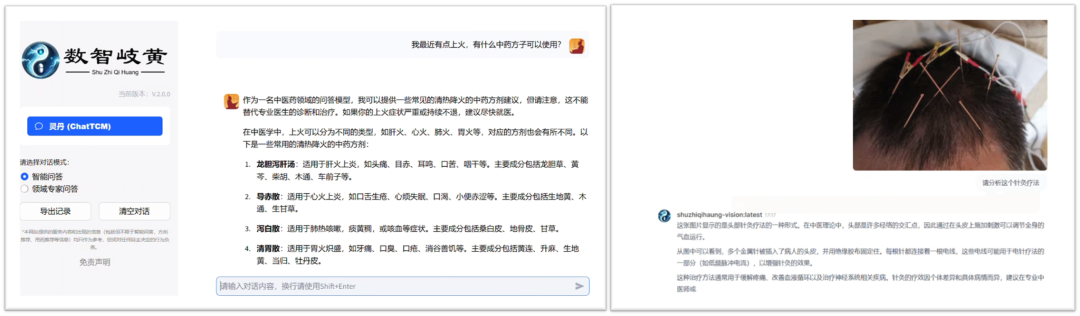 数智岐黄
Shu Zhi Qi Huang
当前版本：V2.0.0
灵丹 (ChatTCM)
请选择对话模式：
智能问答
领域专家问答
导出记录
清空对话
免责声明
我最近有点上火，有什么中药方子可以使用？
作为一名中医药领域的问答模型，我可以提供一些常见的清热降火的中药方剂建议，但请注意，这不能
替代专业医生的诊断和治疗。如果你的上火症状严重或持续不退，建议尽快就医。
在中医学中，上火可以分为不同的类型，如肝火、心火、肺火、胃火等，对应的方剂也会有所不同。以
下是一些常用的清热降火的中药方剂：
1. 龙胆泻肝汤：适用于肝火上炎，如头痛、目赤、耳鸣、口苦、咽干等。主要成分包括龙胆草、黄
芩、柴胡、木通、车前子等。
2. 导赤散：适用于心火上炎，如口舌生疮、心烦失眠、口渴、小便赤涩等。主要成分包括生地黄、木
通、生甘草。
3. 泻白散：适用于肺热咳嗽，痰黄稠，或咳血等症状。主要成分包括桑白皮、地骨皮、甘草。
4. 清胃散：适用于胃火炽盛，如牙痛、口臭、口疮、消谷善饥等。主要成分包括黄连、升麻、生地
黄、当归、牡丹皮。
请输入对话内容，换行请使用Shift+Enter
请分析这个针灸疗法
shuzhiqihaung-vision:latest
这张图片显示的是头部针灸疗法的一种形式。在中医理论中，头部是许多经络的交汇点，因此通过在头皮上施加刺激可以调节全身的
气血运行。
从图中可以看到，多个金属针被插入了病人的头皮，并用绝缘胶布固定住。每根针都连接着一根电线，这些电线可能用于电针疗法的
一部分（如低频脉冲电流），以增强针灸的效果。
这种治疗方法通常用于缓解疼痛、改善血液循环以及治疗神经系统相关疾病。针灸的疗效因个体差异和具体病情而异，建议在专业中
医师或